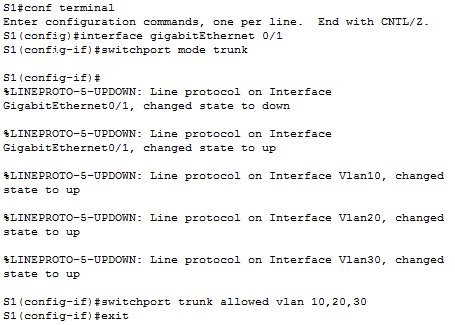 S1#conf terminal
Enter configuration commands, one per line.  End with CNTL/Z.
S1(config)#interface gigabitEthernet 0/1
S1(config-if)#switchport mode trunk
S1(config-if)#
%LINEPROTO-5-UPDOWN: Line protocol on Interface
GigabitEthernet0/1, changed state to down
%LINEPROTO-5-UPDOWN: Line protocol on Interface
GigabitEthernet0/1, changed state to up
%LINEPROTO-5-UPDOWN: Line protocol on Interface Vlan10, changed
state to up
%LINEPROTO-5-UPDOWN: Line protocol on Interface Vlan20, changed
state to up
%LINEPROTO-5-UPDOWN: Line protocol on Interface Vlan30, changed
state to up
S1(config-if)#switchport trunk allowed vlan 10,20,30
S1(config-if)#exit